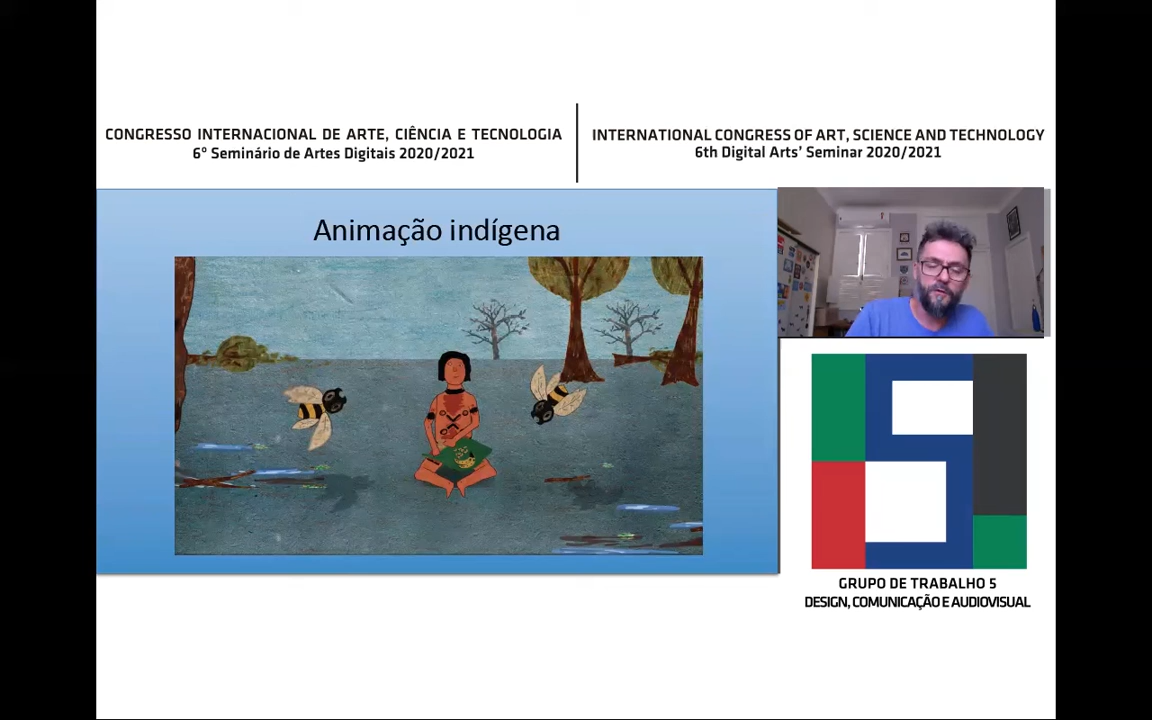 CONGRESSO INTERNACIONAL DE ARTE, CIÊNCIA E TECNOLOGIA
6º Seminário de Artes Digitais 2020/2021
INTERNATIONAL CONGRESS OF ART, SCIENCE AND TECHNOLOGY
6th Digital Arts’ Seminar 2020/2021
Animação indígena
GRUPO DE TRABALHO 5
DESIGN, COMUNICAÇÃO E AUDIOVISUAL